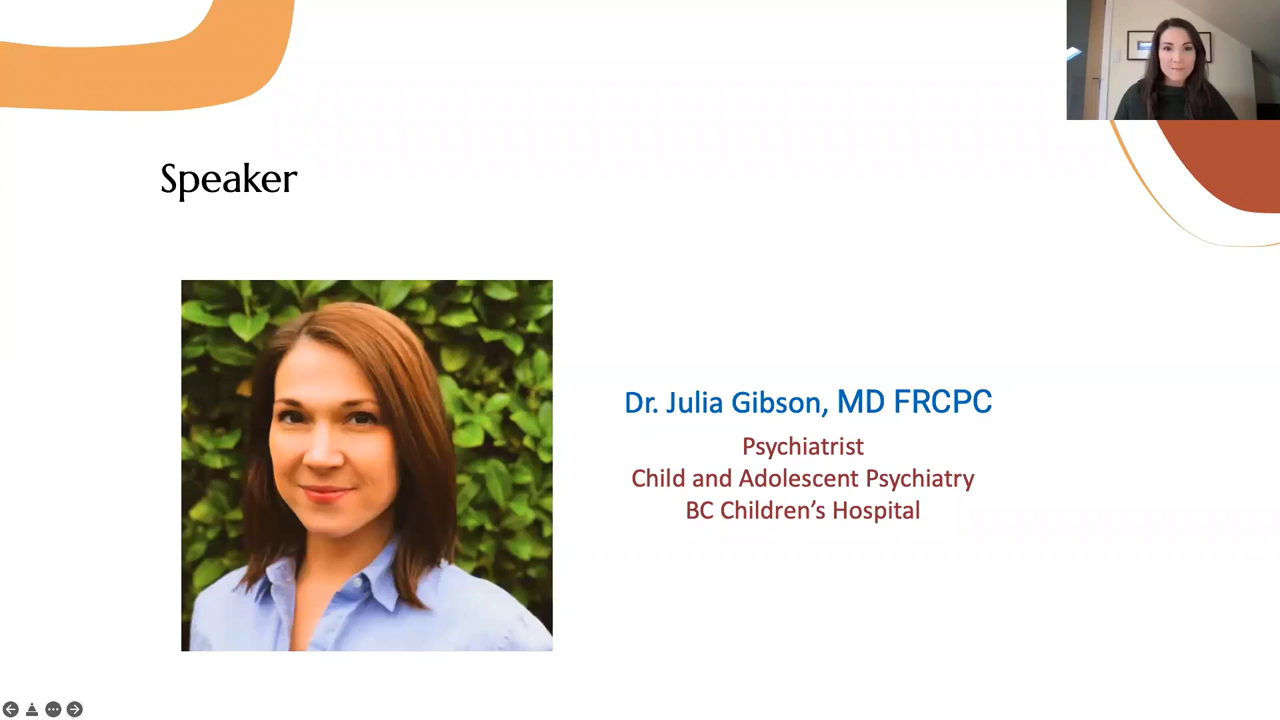 Speaker
Dr. Julia Gibson, MD FRCPC
Psychiatrist
Child and Adolescent Psychiatry
BC Children’s Hospital